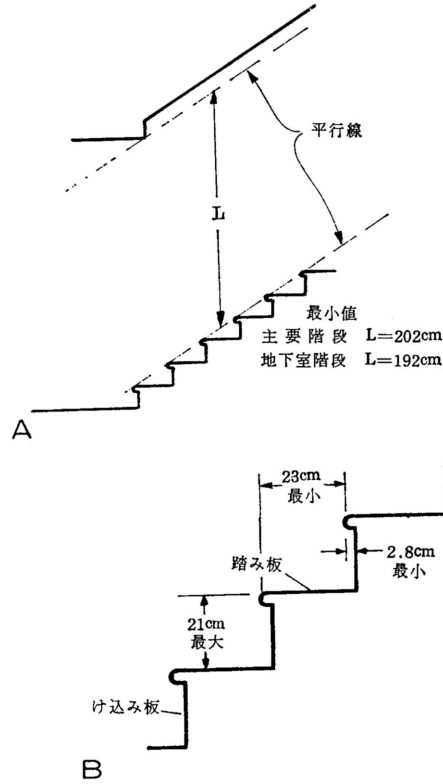 平行線
L
最小値
主要階段 L=202cm
地下室階段 L=192cm
A
23cm
最小
2.8cm
最小
踏み板
21cm
最大
け込み板
B